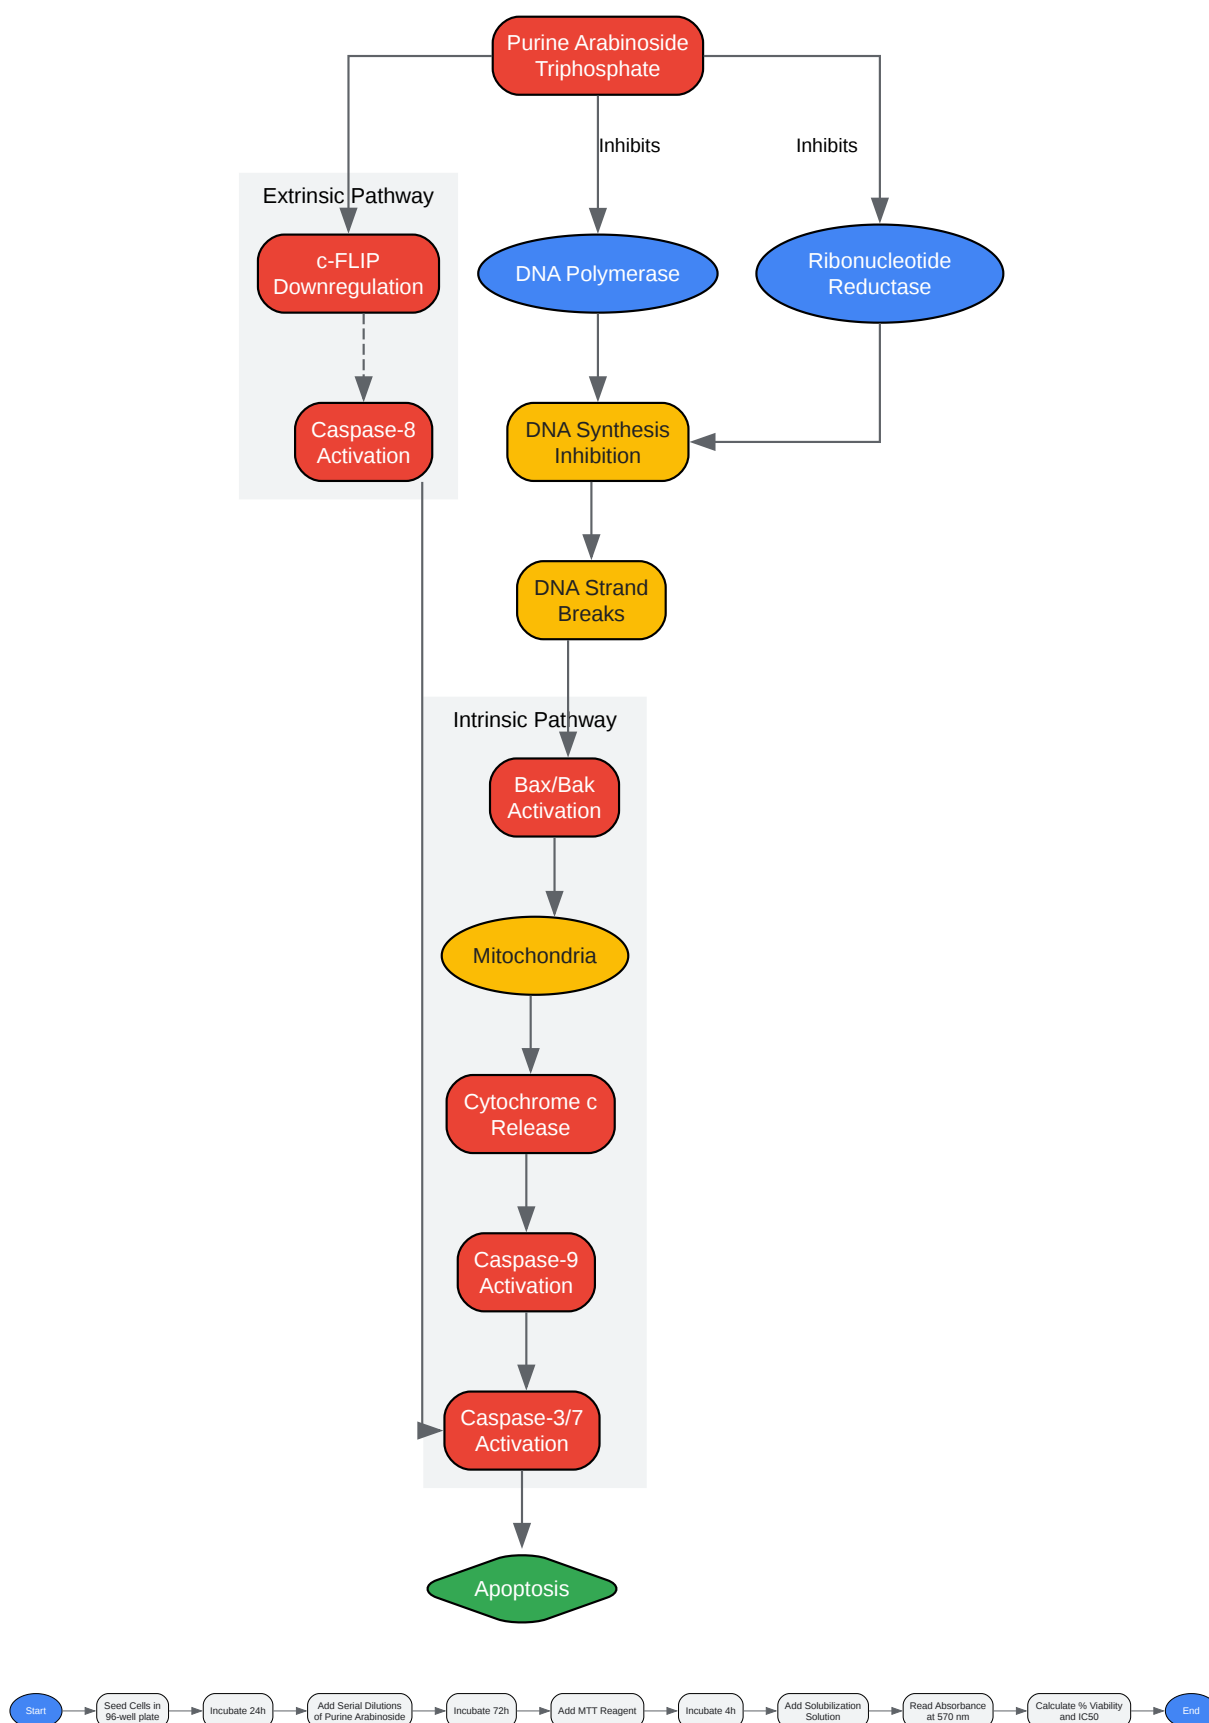 Purine Arabinoside
Triphosphate
Inhibits
Inhibits
Extrinsic Pathway
c-FLIP
Downregulation
DNA Polymerase
Ribonucleotide
Reductase
Caspase-8
Activation
DNA Synthesis
Inhibition
DNA Strand
Breaks
Intrinsic Pathway
Bax/Bak
Activation
Mitochondria
Cytochrome c
Release
Caspase-9
Activation
Caspase-3/7
Activation
Apoptosis
Start
Seed Cells in
96-well plate
Incubate 24h
Add Serial Dilutions
of Purine Arabinoside
Incubate 72h
Add MTT Reagent
Incubate 4h
Add Solubilization
Solution
Read Absorbance
at 570 nm
Calculate % Viability
and IC50
End